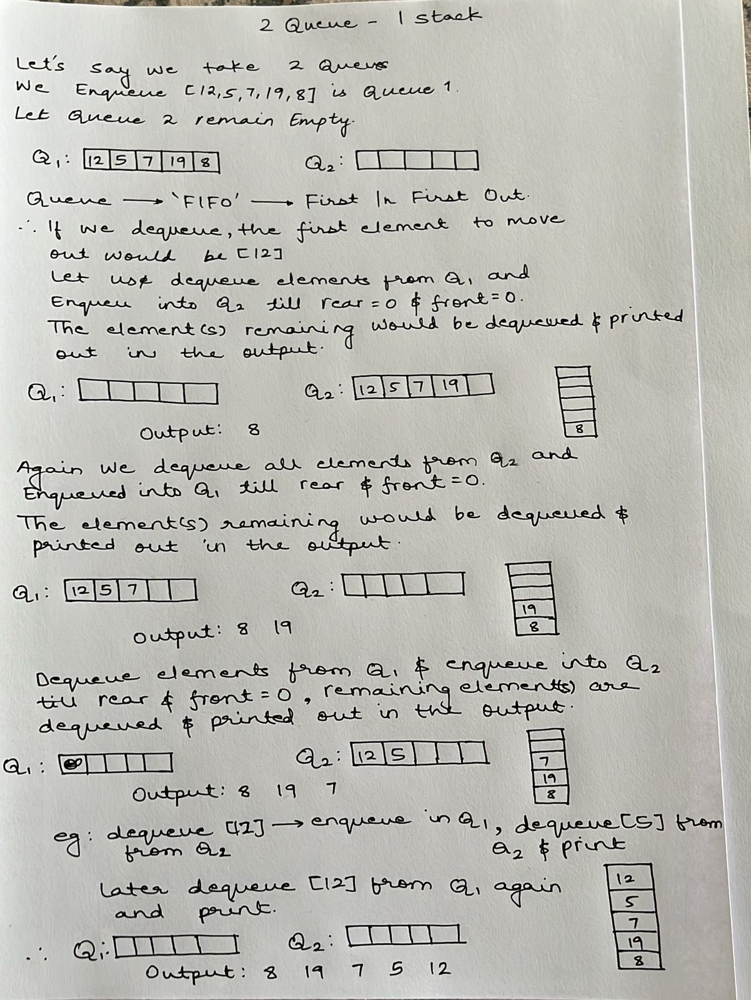 2 Queue - 1 stack
Let's say we take 2 Queues
We Enqueue [12,5,7,19,8] is Queue 1.
Let Queue 2 remain Empty.
Q1: 12 5 7 19 8 Q2:
Queue → 'FIFO' → First In First Out.
∴ If we dequeue, the first element to move
out would be [12]
Let us dequeue elements from Q1 and
Enqueu into Q2 till rear = 0 & front = 0.
The element(s) remaining would be dequeued & printed
out in the output.
Q1: Q2: 12 5 7 19
8
Output: 8
Again we dequeue all elements from Q2 and
Enqueued into Q1 till rear & front = 0.
The element(s) remaining would be dequeued &
printed out in the output.
Q1: 12 5 7 Q2:
19
8
Output: 8 19
Dequeue elements from Q1 & enqueue into Q2
till rear & front = 0, remaining element(s) are
dequeued & printed out in the output.
Q1: Q2: 12 5
7
19
8
Output: 8 19 7
eg: dequeue [12] → enqueue in Q1, dequeue [5] from
from Q2 Q2 & print
Later dequeue [12] from Q1 again
and print.
12
5
7
19
8
∴ Q1: Q2:
Output: 8 19 7 5 12